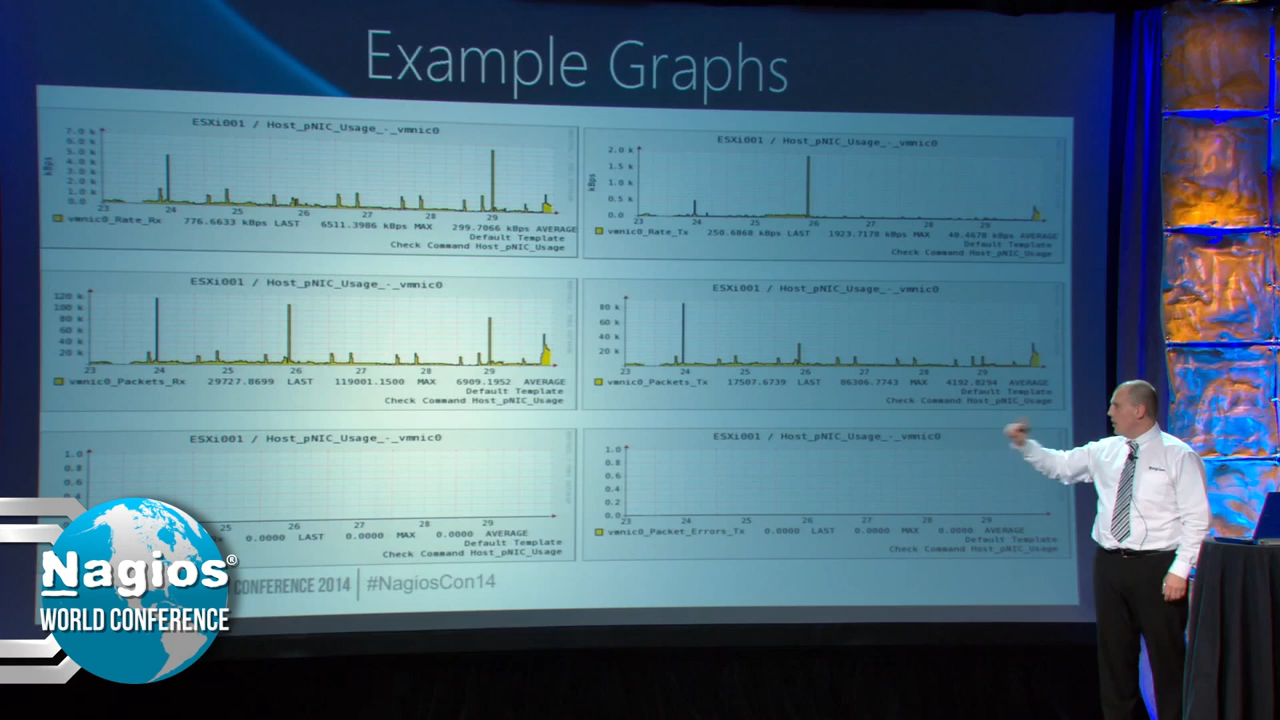 Example Graphs
ESXi001 / Host_pNIC_Usage_-_vmnic0
7.0 k
6.0 k
5.0 k
4.0 k
3.0 k
2.0 k
1.0 k
0.0
kBps
23 24 25 26 27 28 29
vmnic0_Rate_Rx 776.6633 kBps LAST 6511.3986 kBps MAX 299.7066 kBps AVERAGE
Default Template
Check Command Host_pNIC_Usage
ESXi001 / Host_pNIC_Usage_-_vmnic0
2.0 k
1.5 k
1.0 k
0.5 k
0.0
kBps
23 24 25 26 27 28 29
vmnic0_Rate_Tx 250.6868 kBps LAST 1923.7178 kBps MAX 40.4678 kBps AVERAGE
Default Template
Check Command Host_pNIC_Usage
ESXi001 / Host_pNIC_Usage_-_vmnic0
120 k
100 k
80 k
60 k
40 k
20 k
23 24 25 26 27 28 29
vmnic0_Packets_Rx 29727.8699 LAST 119001.1500 MAX 6909.1952 AVERAGE
Default Template
Check Command Host_pNIC_Usage
ESXi001 / Host_pNIC_Usage_-_vmnic0
80 k
60 k
40 k
20 k
23 24 25 26 27 28 29
vmnic0_Packets_Tx 17507.6739 LAST 86306.7743 MAX 4192.8294 AVERAGE
Default Template
Check Command Host_pNIC_Usage
ESXi001 / Host_pNIC_Usage_-_vmnic0
1.0
0.8
0.6
0.4
25 26 27 28 29
0.0000 LAST 0.0000 MAX 0.0000 AVERAGE
Default Template
Check Command Host_pNIC_Usage
ESXi001 / Host_pNIC_Usage_-_vmnic0
1.0
0.8
0.6
0.4
0.2
0.0
23 24 25 26 27 28 29
vmnic0_Packet_Errors_Tx 0.0000 LAST 0.0000 MAX 0.0000 AVERAGE
Default Template
Check Command Host_pNIC_Usage
CONFERENCE 2014 | #NagiosCon14
Nagios®
WORLD CONFERENCE